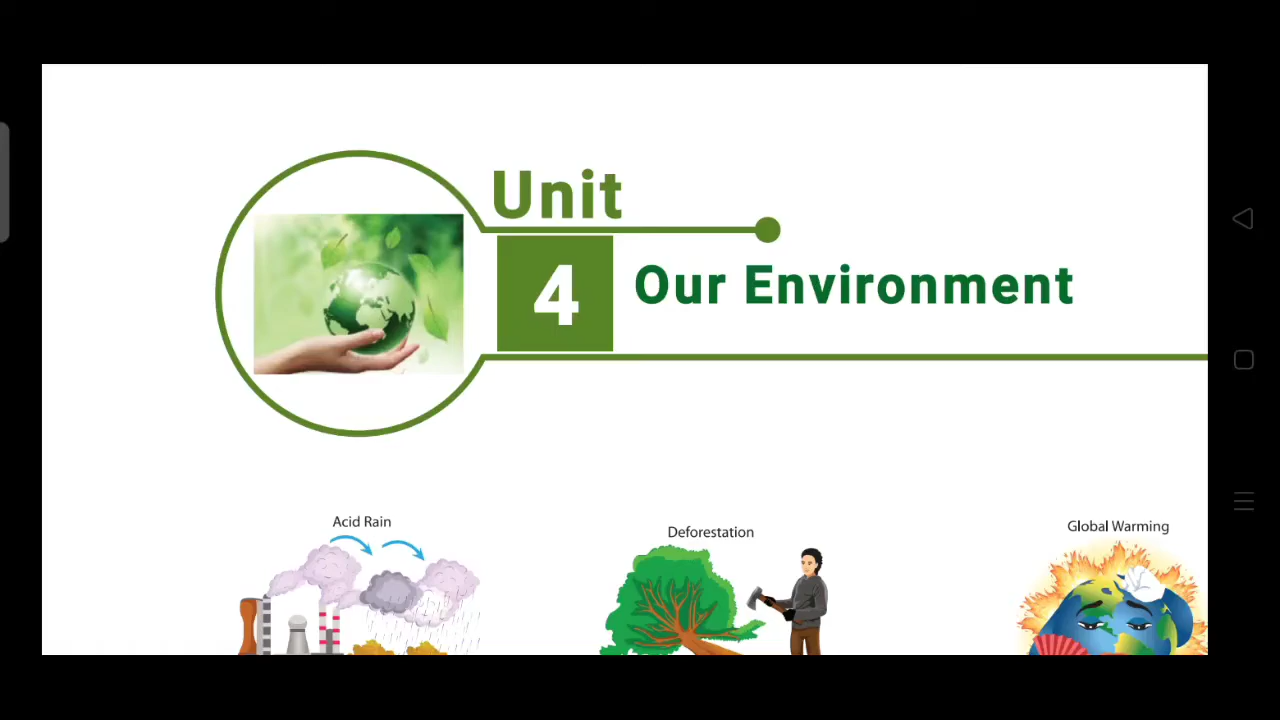 Unit
4
Our Environment
Acid Rain
Deforestation
Global Warming